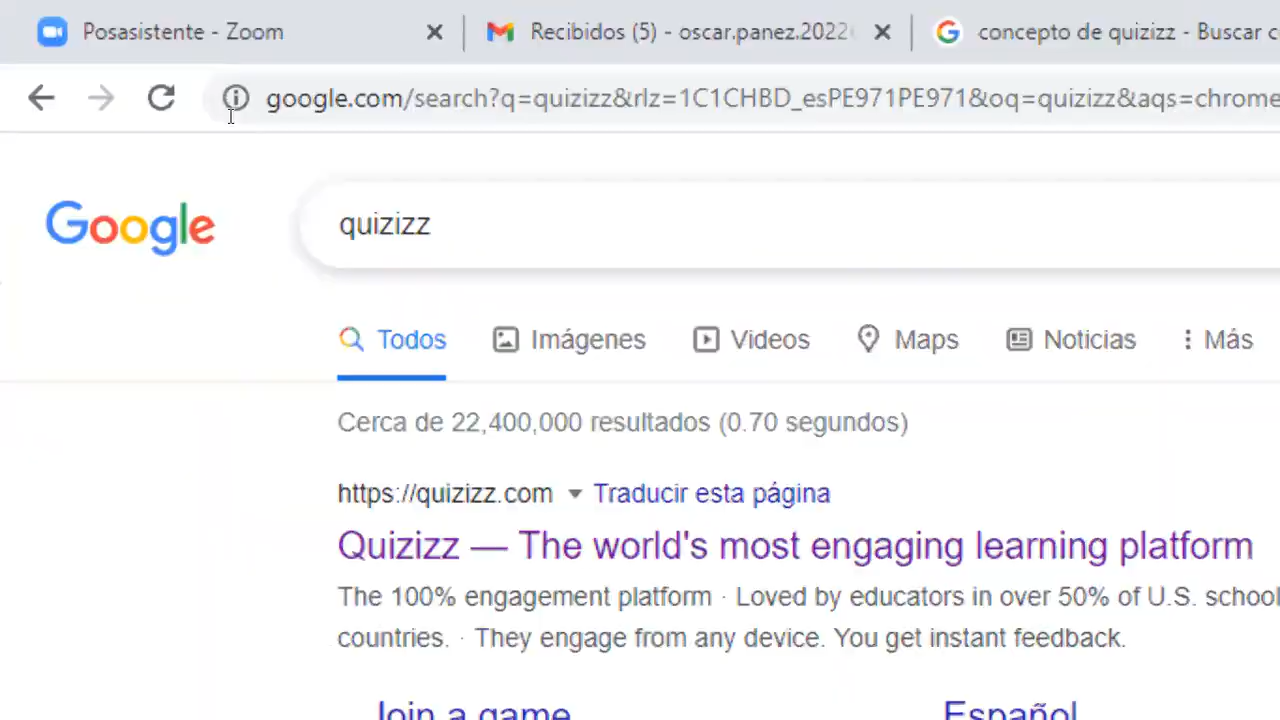 Posasistente - Zoom
Recibidos (5) - oscar.panez.2022
concepto de quizizz - Buscar c
google.com/search?q=quizizz&rlz=1C1CHBD_esPE971PE971&oq=quizizz&aqs=chrome
Google
quizizz
Todos Imágenes Videos Maps Noticias Más
Cerca de 22,400,000 resultados (0.70 segundos)
https://quizizz.com Traducir esta página
Quizizz — The world's most engaging learning platform
The 100% engagement platform · Loved by educators in over 50% of U.S. school
countries. · They engage from any device. You get instant feedback.
Join a game Español